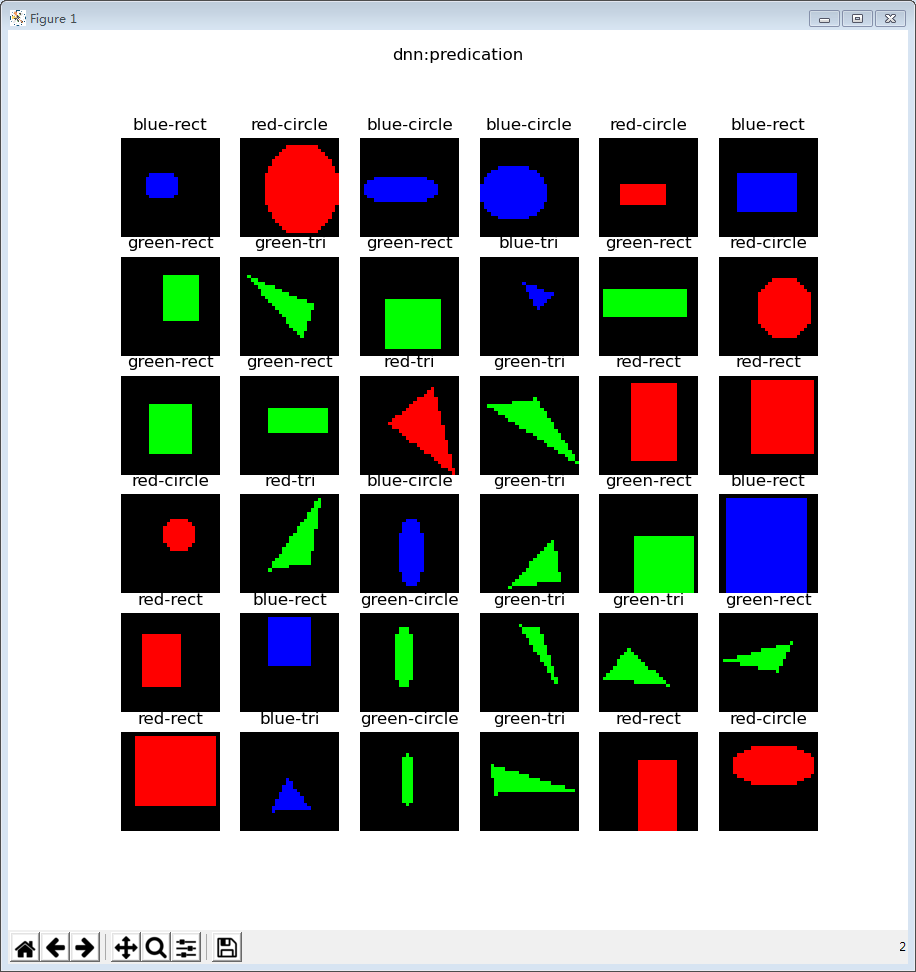 Figure 1
dnn:predication
blue-rect red-circle blue-circle blue-circle red-circle blue-rect
green-rect green-tri green-rect blue-tri green-rect red-circle
green-rect green-rect red-tri green-tri red-rect red-rect
red-circle red-tri blue-circle green-tri green-rect blue-rect
red-rect blue-rect green-circle green-tri green-tri green-rect
red-rect blue-tri green-circle green-tri red-rect red-circle
2